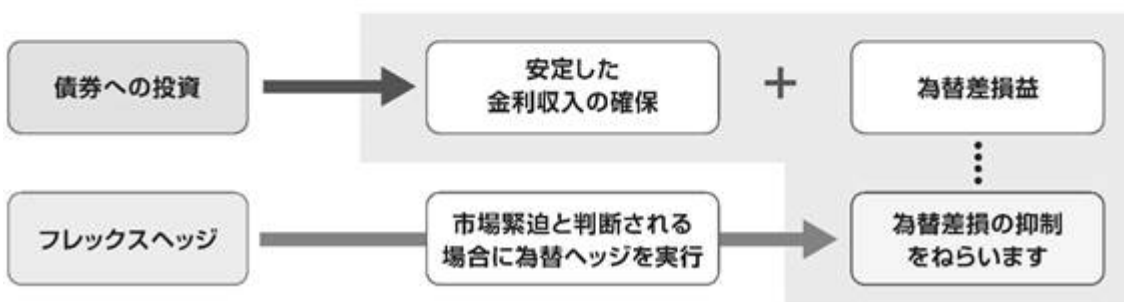 債券への投資
安定した
金利収入の確保
+
為替差損益
フレックスヘッジ
市場緊迫と判断される
場合に為替ヘッジを実行
為替差損の抑制
をねらいます